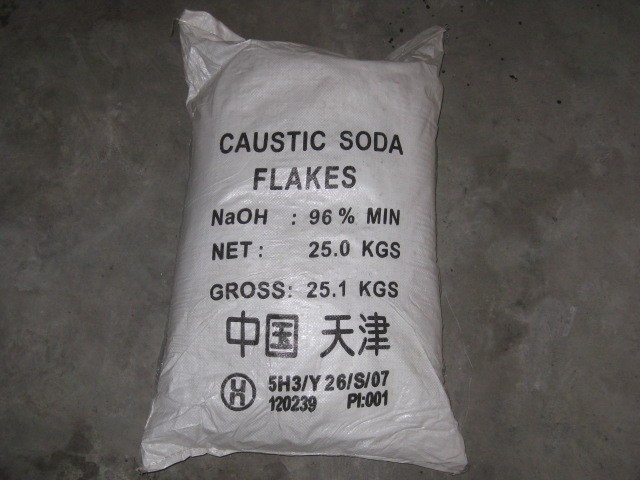 CAUSTIC SODA
FLAKES
NaOH : 96 % MIN
NET : 25.0 KGS
GROSS: 25.1 KGS
中国 天津
5H3/Y 26/S/07
120239 PI:001